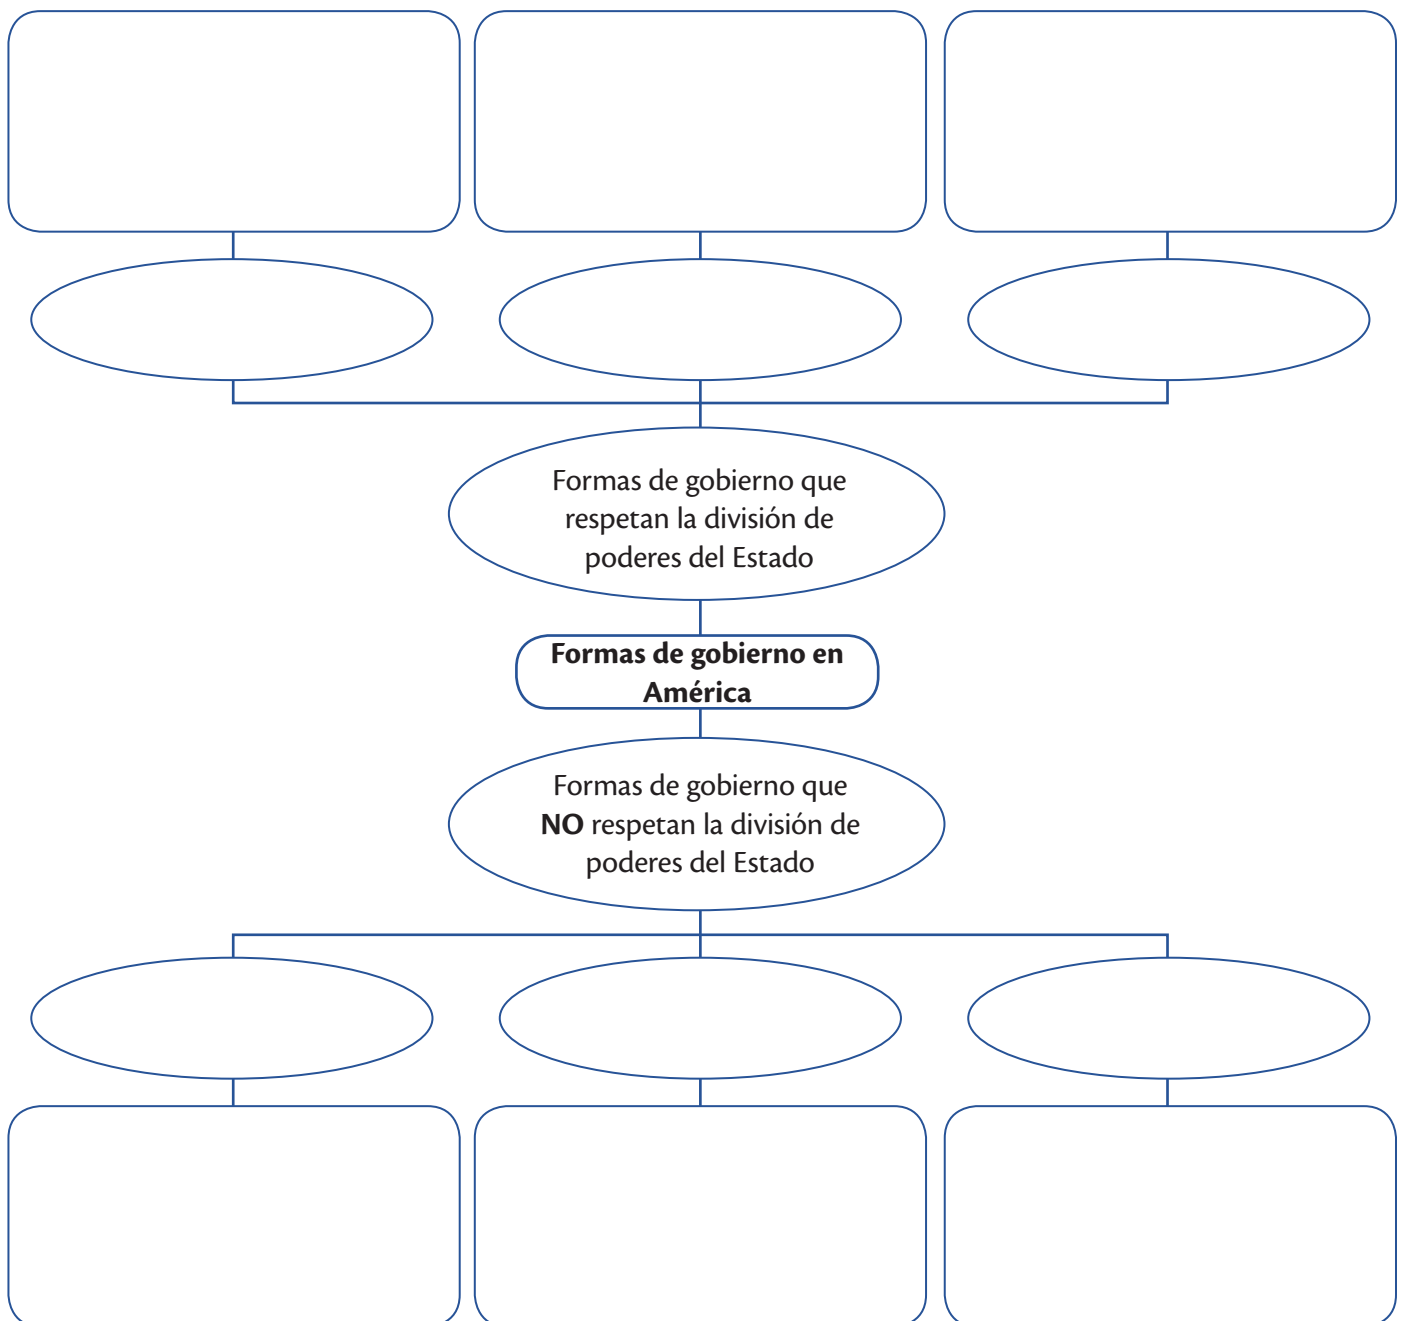 Formas de gobierno que
respetan la división de
poderes del Estado
Formas de gobierno en
América
Formas de gobierno que
NO respetan la división de
poderes del Estado